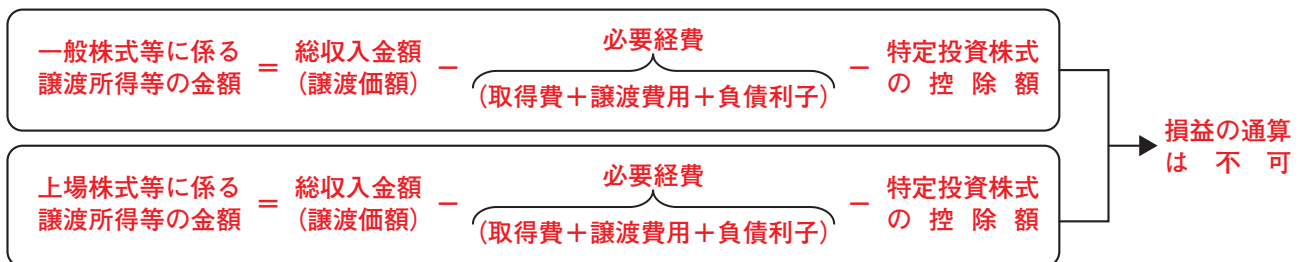 必要経費
一般株式等に係る 総収入金額 特定投資株式
譲渡所得等の金額 = (譲渡価額) − (取得費+譲渡費用+負債利子) − の控除額
損益の通算
は不可
必要経費
上場株式等に係る 総収入金額 特定投資株式
譲渡所得等の金額 = (譲渡価額) − (取得費+譲渡費用+負債利子) − の控除額